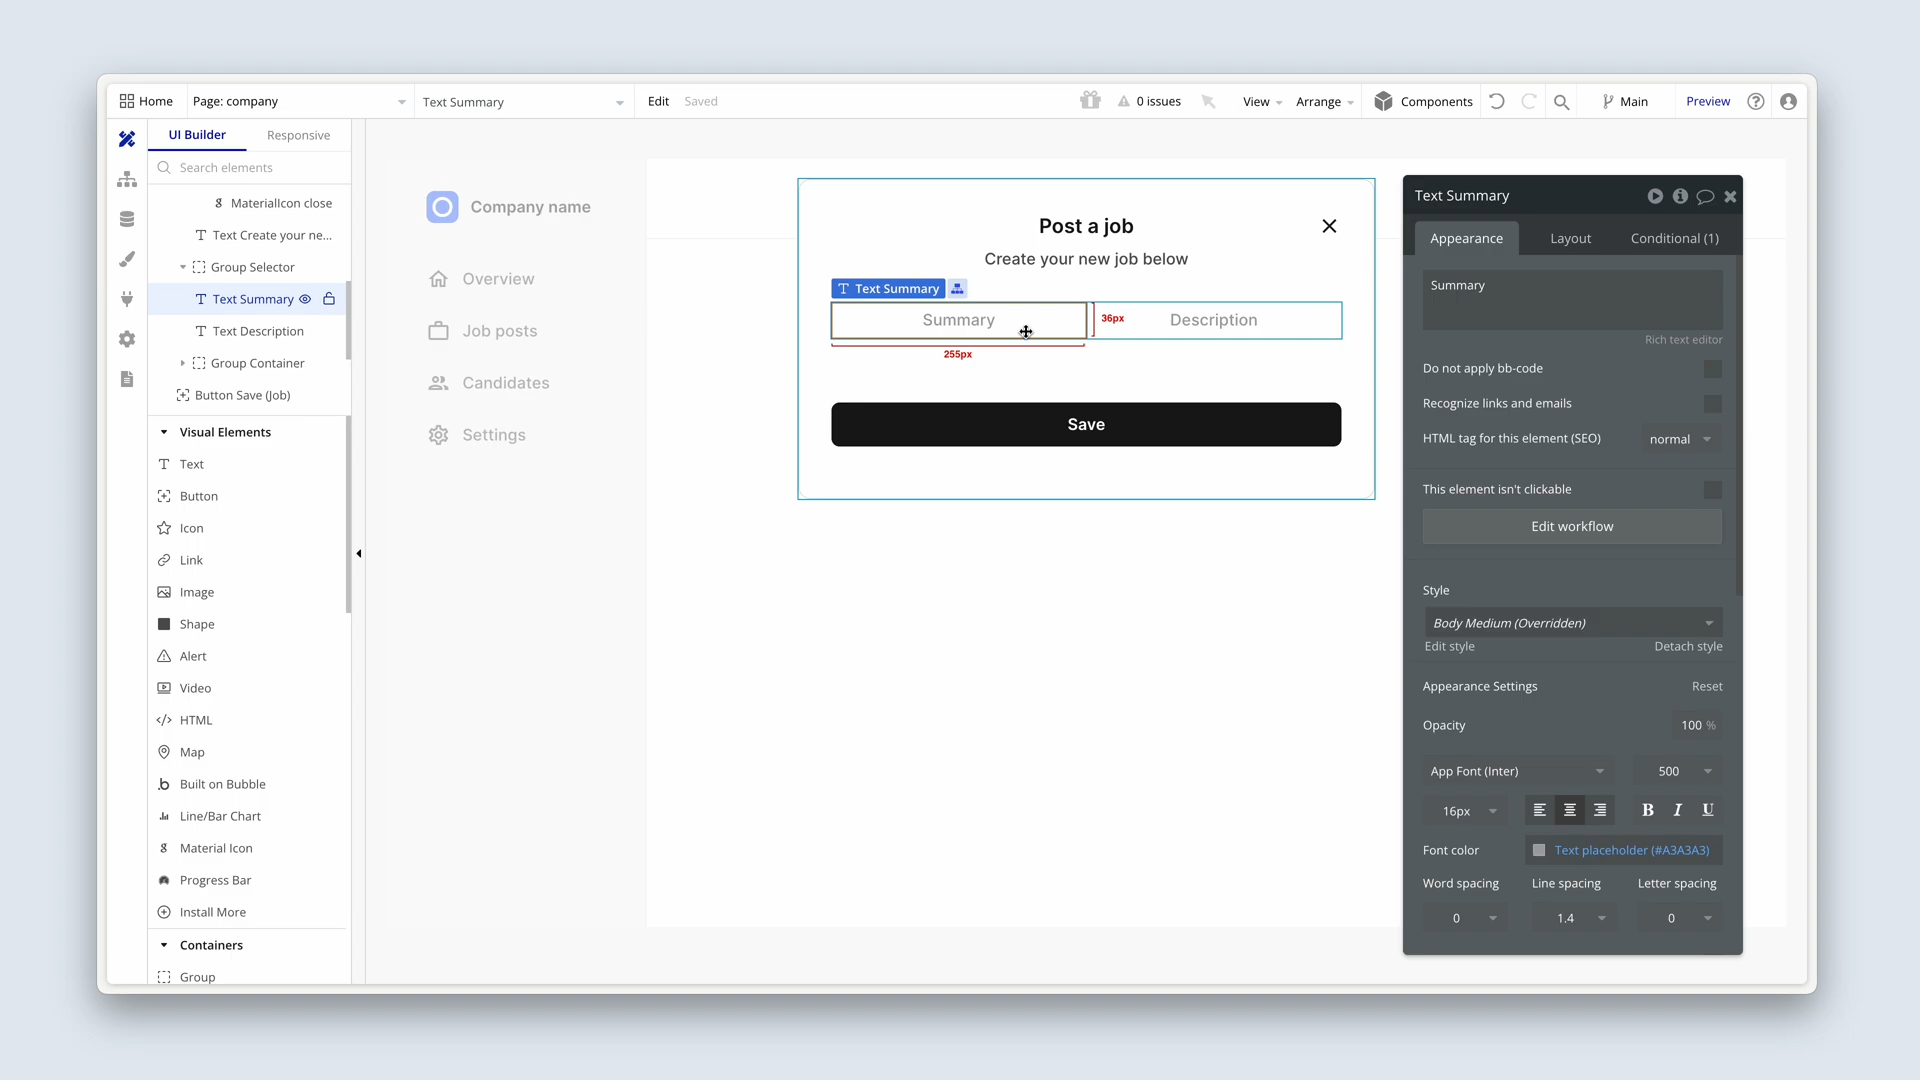 Home
Page: company
Text Summary
Edit
Saved
0 issues
View
Arrange
Components
Main
Preview
UI Builder
Responsive
Search elements
MaterialIcon close
Text Create your ne...
Group Selector
Text Summary
Text Description
Group Container
Button Save (Job)
Visual Elements
Text
Button
Icon
Link
Image
Shape
Alert
Video
HTML
Map
Built on Bubble
Line/Bar Chart
Material Icon
Progress Bar
Install More
Containers
Group
Company name
Overview
Job posts
Candidates
Settings
Post a job
Create your new job below
Text Summary
Summary
36px
Description
255px
Save
Text Summary
Appearance
Layout
Conditional (1)
Summary
Rich text editor
Do not apply bb-code
Recognize links and emails
HTML tag for this element (SEO)
normal
This element isn't clickable
Edit workflow
Style
Body Medium (Overridden)
Edit style
Detach style
Appearance Settings
Reset
Opacity
100 %
App Font (Inter)
500
16px
B I U
Font color
Text placeholder (#A3A3A3)
Word spacing
Line spacing
Letter spacing
0
1.4
0